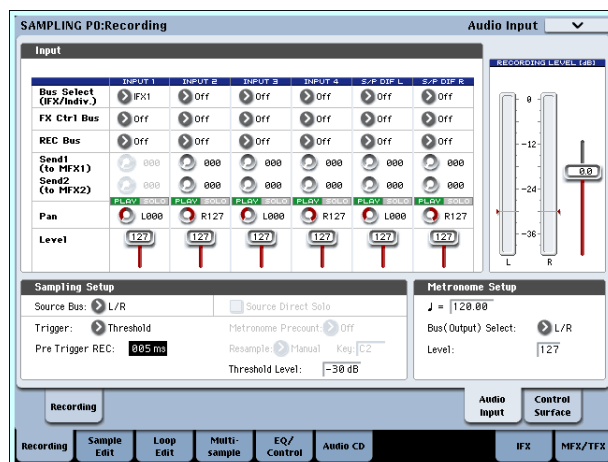 SAMPLING P0:Recording
Audio Input
Input
RECORDING LEVEL [dB]
INPUT 1 INPUT 2 INPUT 3 INPUT 4 S/P DIF L S/P DIF R
Bus Select
(IFX/Indiv.)
IFX1 Off Off Off Off Off
FX Ctrl Bus Off Off Off Off Off Off
REC Bus Off Off Off Off Off Off
Send1
(to MFX1)
000 000 000 000 000 000
Send2
(to MFX2)
000 000 000 000 000 000
PLAY SOLO PLAY SOLO PLAY SOLO PLAY SOLO PLAY SOLO PLAY SOLO
Pan L000 R127 L000 R127 L000 R127
Level 127 127 127 127 127 127
0
-12
-24
-36
L R
0.0
Sampling Setup
Source Bus: L/R Source Direct Solo
Trigger: Threshold Metronome Precount: Off
Pre Trigger REC: 005 ms Resample: Manual Key: C2
Threshold Level: -30 dB
Metronome Setup
♩ = 120.00
Bus(Output) Select: L/R
Level: 127
Recording
Audio Input
Control Surface
Recording
Sample Edit
Loop Edit
Multi-sample
EQ/Control
Audio CD
IFX
MFX/TFX